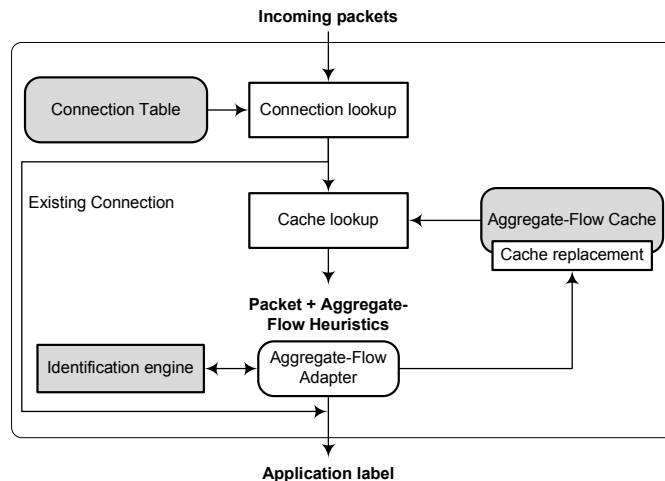 Incoming packets
Connection Table
Connection lookup
Existing Connection
Cache lookup
Aggregate-Flow Cache
Cache replacement
Packet + Aggregate-
Flow Heuristics
Identification engine
Aggregate-Flow
Adapter
Application label